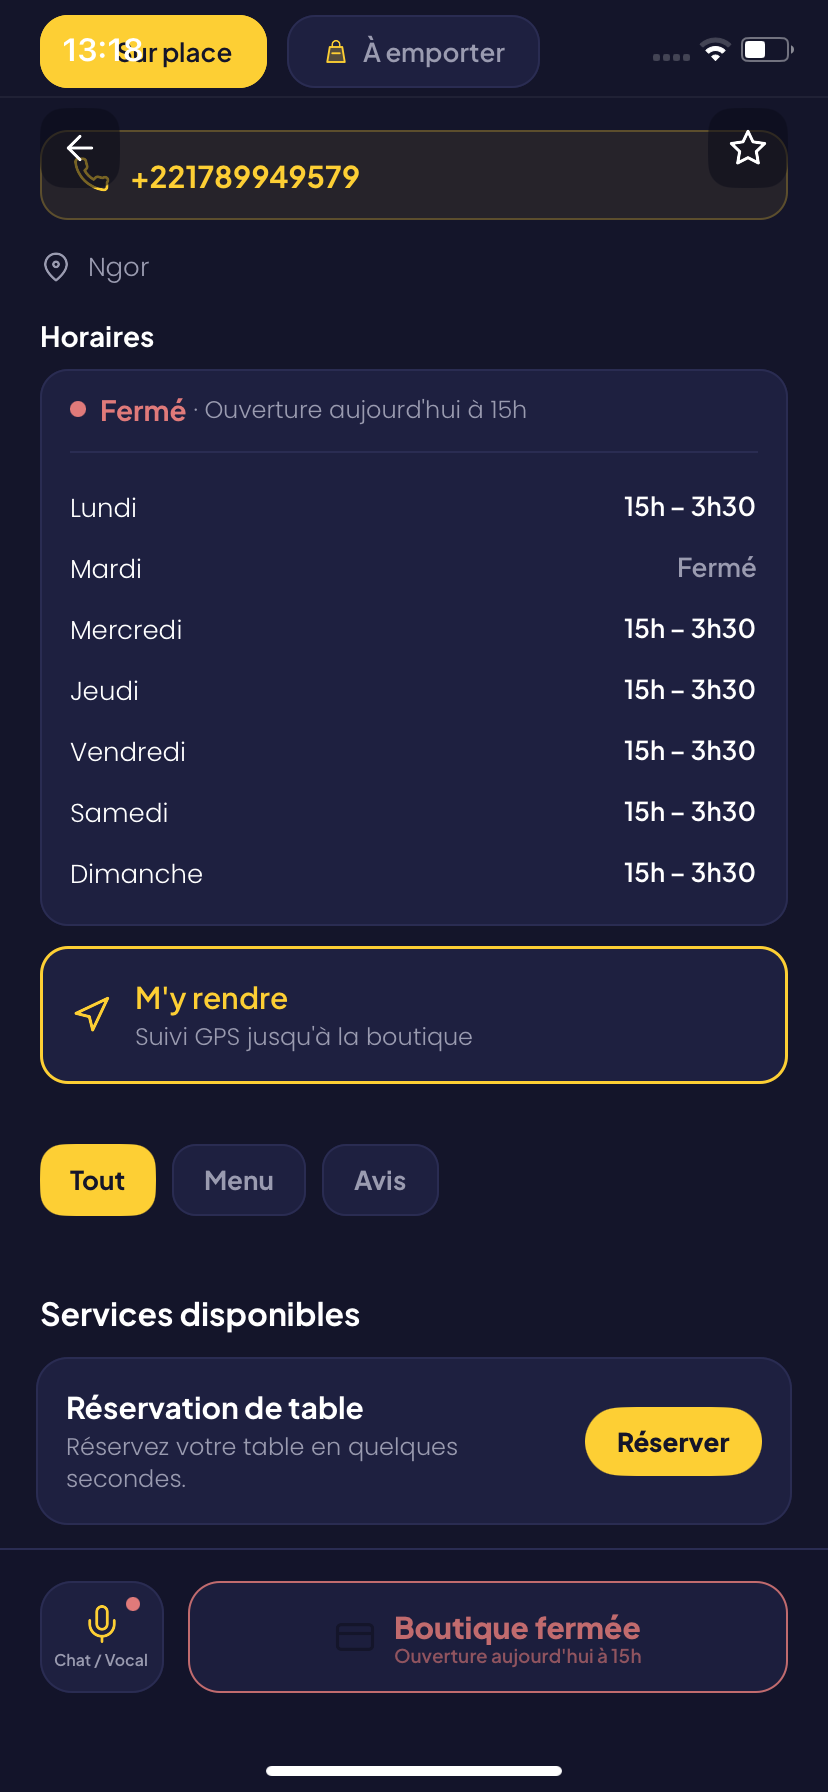 13:18
Sur place
À emporter
+221789949579
Ngor
Horaires
Fermé · Ouverture aujourd'hui à 15h
Lundi 15h – 3h30
Mardi Fermé
Mercredi 15h – 3h30
Jeudi 15h – 3h30
Vendredi 15h – 3h30
Samedi 15h – 3h30
Dimanche 15h – 3h30
M'y rendre
Suivi GPS jusqu'à la boutique
Tout Menu Avis
Services disponibles
Réservation de table
Réservez votre table en quelques
secondes.
Réserver
Chat / Vocal
Boutique fermée
Ouverture aujourd'hui à 15h